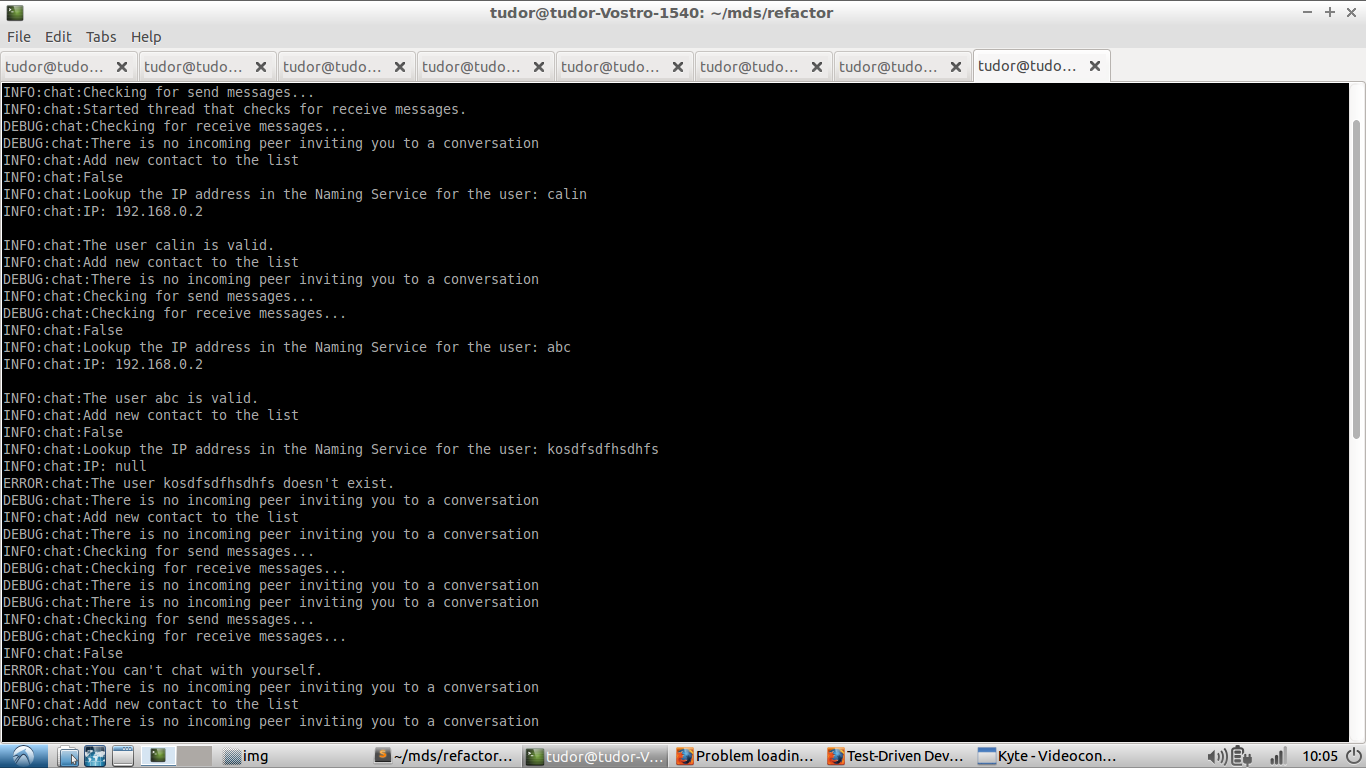 tudor@tudor-Vostro-1540: ~/mds/refactor
File Edit Tabs Help
tudor@tudo... tudor@tudo... tudor@tudo... tudor@tudo... tudor@tudo... tudor@tudo... tudor@tudo... tudor@tudo...
INFO:chat:Checking for send messages...
INFO:chat:Started thread that checks for receive messages.
DEBUG:chat:Checking for receive messages...
DEBUG:chat:There is no incoming peer inviting you to a conversation
INFO:chat:Add new contact to the list
INFO:chat:False
INFO:chat:Lookup the IP address in the Naming Service for the user: calin
INFO:chat:IP: 192.168.0.2
INFO:chat:The user calin is valid.
INFO:chat:Add new contact to the list
DEBUG:chat:There is no incoming peer inviting you to a conversation
INFO:chat:Checking for send messages...
DEBUG:chat:Checking for receive messages...
INFO:chat:False
INFO:chat:Lookup the IP address in the Naming Service for the user: abc
INFO:chat:IP: 192.168.0.2
INFO:chat:The user abc is valid.
INFO:chat:Add new contact to the list
INFO:chat:False
INFO:chat:Lookup the IP address in the Naming Service for the user: kosdfsdfhsdhfs
INFO:chat:IP: null
ERROR:chat:The user kosdfsdfhsdhfs doesn't exist.
DEBUG:chat:There is no incoming peer inviting you to a conversation
INFO:chat:Add new contact to the list
DEBUG:chat:There is no incoming peer inviting you to a conversation
INFO:chat:Checking for send messages...
DEBUG:chat:Checking for receive messages...
DEBUG:chat:There is no incoming peer inviting you to a conversation
DEBUG:chat:There is no incoming peer inviting you to a conversation
INFO:chat:Checking for send messages...
DEBUG:chat:Checking for receive messages...
INFO:chat:False
ERROR:chat:You can't chat with yourself.
DEBUG:chat:There is no incoming peer inviting you to a conversation
INFO:chat:Add new contact to the list
DEBUG:chat:There is no incoming peer inviting you to a conversation
img ~/mds/refactor... tudor@tudor-V... Problem loadin... Test-Driven Dev... Kyte - Videocon... 10:05